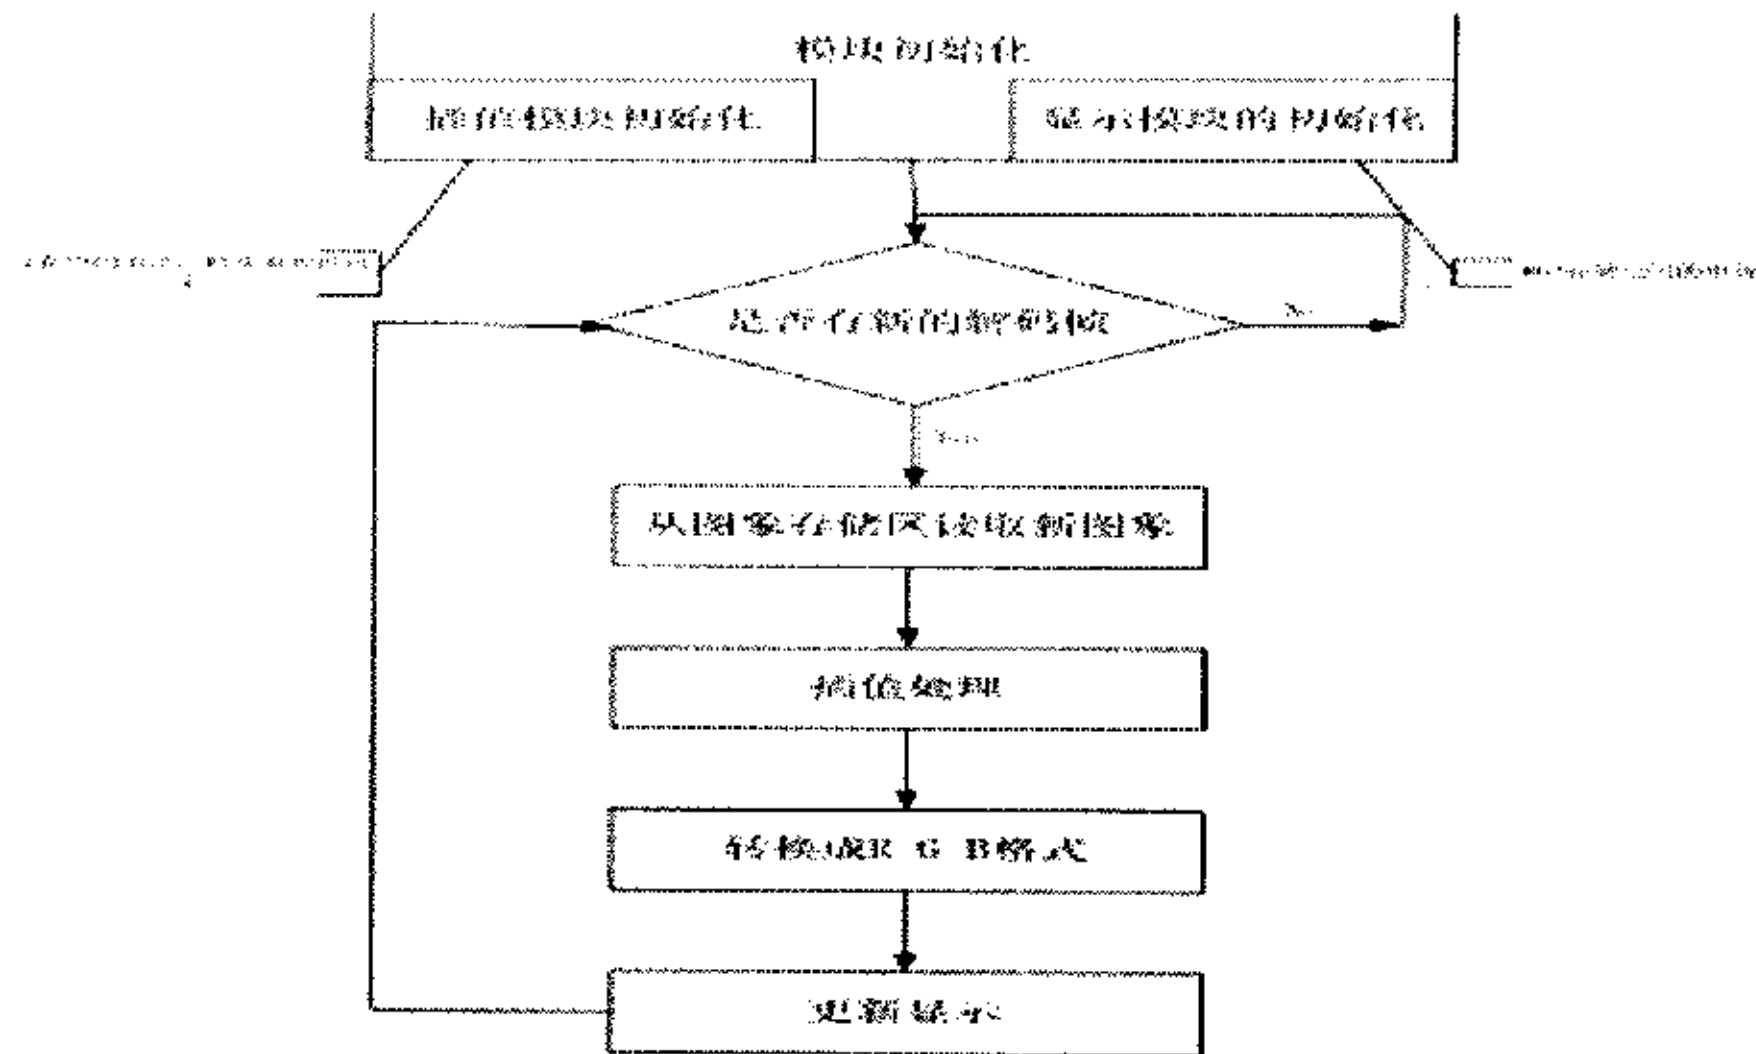 模块初始化
插值模块初始化
显示模块的初始化
是否有新的解码帧
No
Yes
从图象存储区读取新图象
插值处理
转换成R G B格式
更新显示